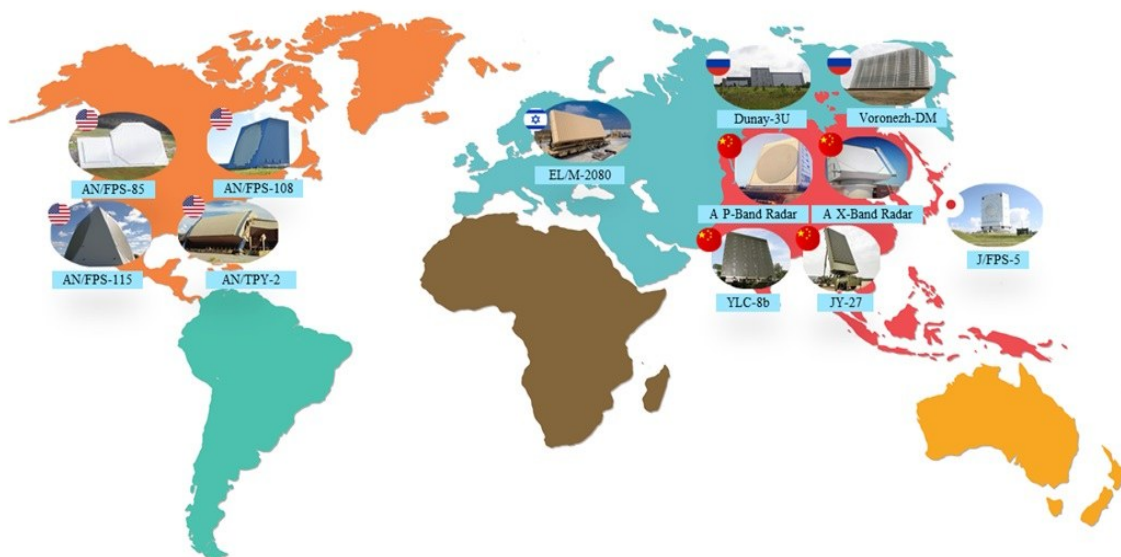 Dunay-3U
Voronezh-DM
AN/FPS-85
AN/FPS-108
EL/M-2080
A P-Band Radar
A X-Band Radar
AN/FPS-115
AN/TPY-2
J/FPS-5
YLC-8b
JY-27